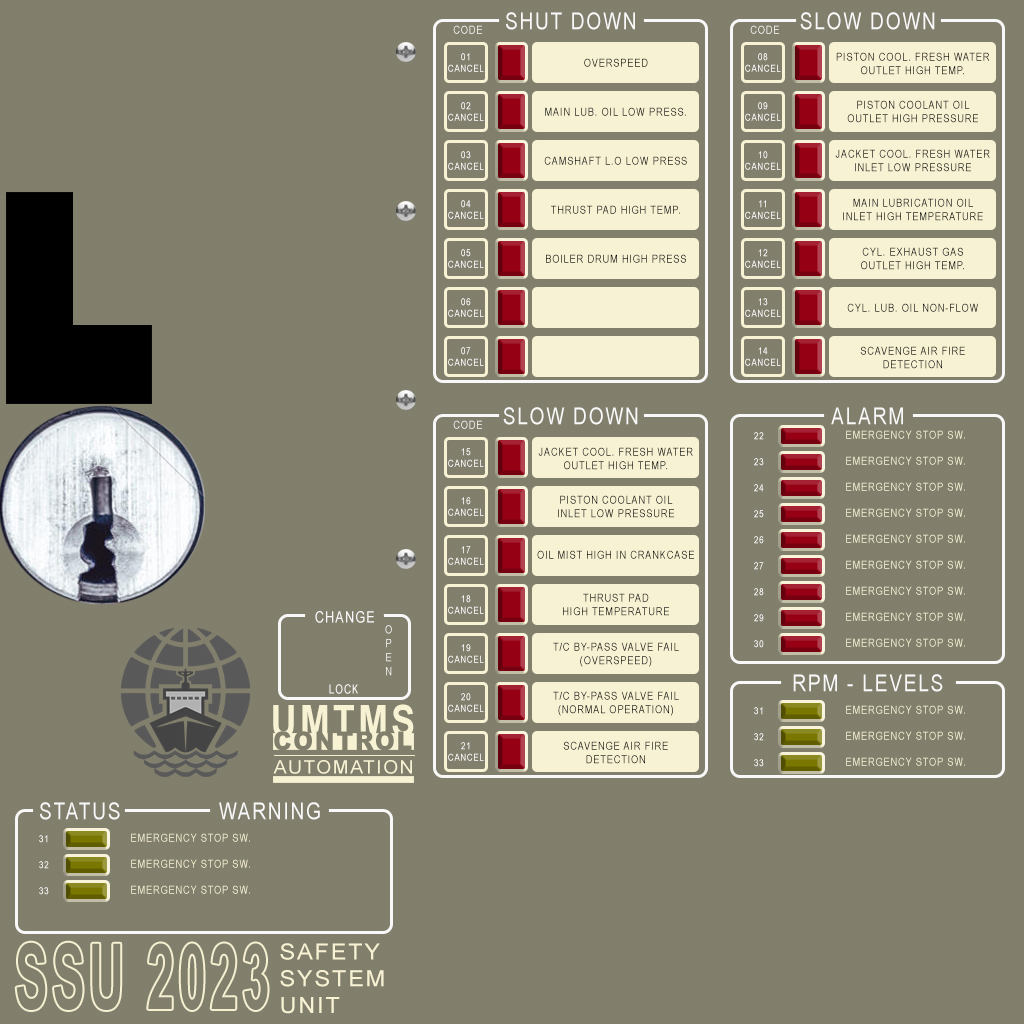 SHUT DOWN
CODE
01
CANCEL
OVERSPEED
02
CANCEL
MAIN LUB. OIL LOW PRESS.
03
CANCEL
CAMSHAFT L.O LOW PRESS
04
CANCEL
THRUST PAD HIGH TEMP.
05
CANCEL
BOILER DRUM HIGH PRESS
06
CANCEL
07
CANCEL
SLOW DOWN
CODE
08
CANCEL
PISTON COOL. FRESH WATER
OUTLET HIGH TEMP.
09
CANCEL
PISTON COOLANT OIL
OUTLET HIGH PRESSURE
10
CANCEL
JACKET COOL. FRESH WATER
INLET LOW PRESSURE
11
CANCEL
MAIN LUBRICATION OIL
INLET HIGH TEMPERATURE
12
CANCEL
CYL. EXHAUST GAS
OUTLET HIGH TEMP.
13
CANCEL
CYL. LUB. OIL NON-FLOW
14
CANCEL
SCAVENGE AIR FIRE
DETECTION
SLOW DOWN
CODE
15
CANCEL
JACKET COOL. FRESH WATER
OUTLET HIGH TEMP.
16
CANCEL
PISTON COOLANT OIL
INLET LOW PRESSURE
17
CANCEL
OIL MIST HIGH IN CRANKCASE
18
CANCEL
THRUST PAD
HIGH TEMPERATURE
19
CANCEL
T/C BY-PASS VALVE FAIL
(OVERSPEED)
20
CANCEL
T/C BY-PASS VALVE FAIL
(NORMAL OPERATION)
21
CANCEL
SCAVENGE AIR FIRE
DETECTION
ALARM
22 EMERGENCY STOP SW.
23 EMERGENCY STOP SW.
24 EMERGENCY STOP SW.
25 EMERGENCY STOP SW.
26 EMERGENCY STOP SW.
27 EMERGENCY STOP SW.
28 EMERGENCY STOP SW.
29 EMERGENCY STOP SW.
30 EMERGENCY STOP SW.
RPM - LEVELS
31 EMERGENCY STOP SW.
32 EMERGENCY STOP SW.
33 EMERGENCY STOP SW.
CHANGE
OPEN
LOCK
UMTMS
CONTROL
AUTOMATION
STATUS WARNING
31 EMERGENCY STOP SW.
32 EMERGENCY STOP SW.
33 EMERGENCY STOP SW.
SSU 2023
SAFETY
SYSTEM
UNIT